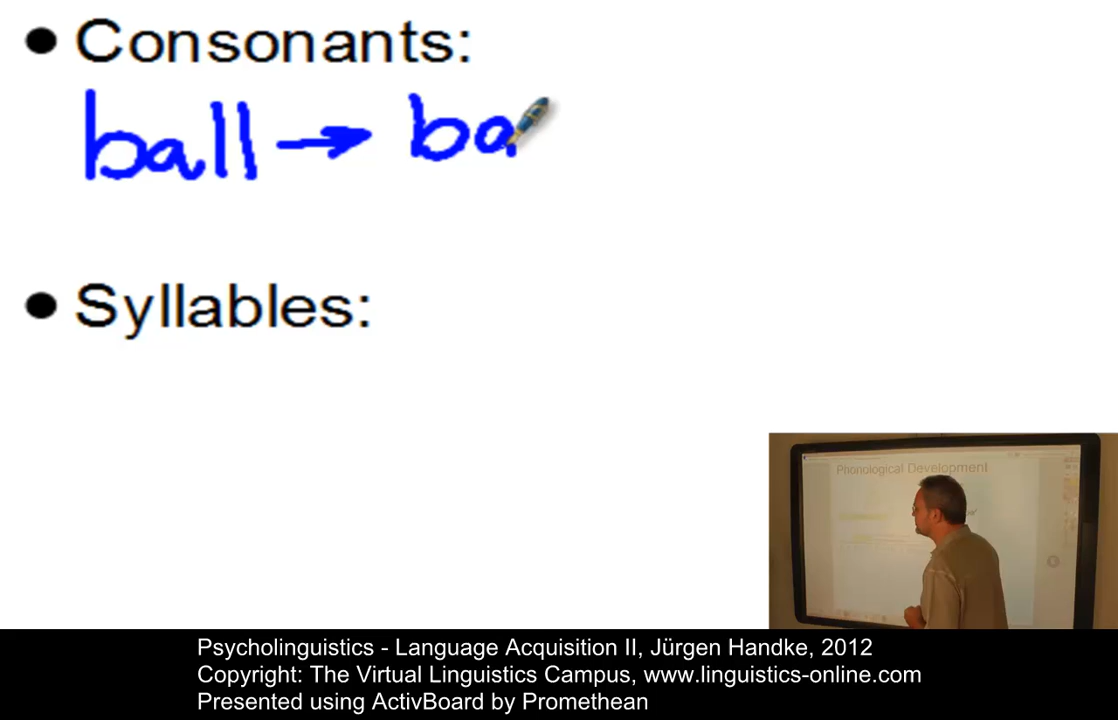 • Consonants:
ball → ba
• Syllables:
Phonological Development
Psycholinguistics - Language Acquisition II, Jürgen Handke, 2012
Copyright: The Virtual Linguistics Campus, www.linguistics-online.com
Presented using ActivBoard by Promethean